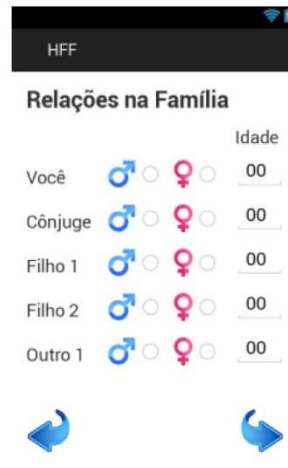 HFF
Relações na Família
Idade
Você 00
Cônjuge 00
Filho 1 00
Filho 2 00
Outro 1 00